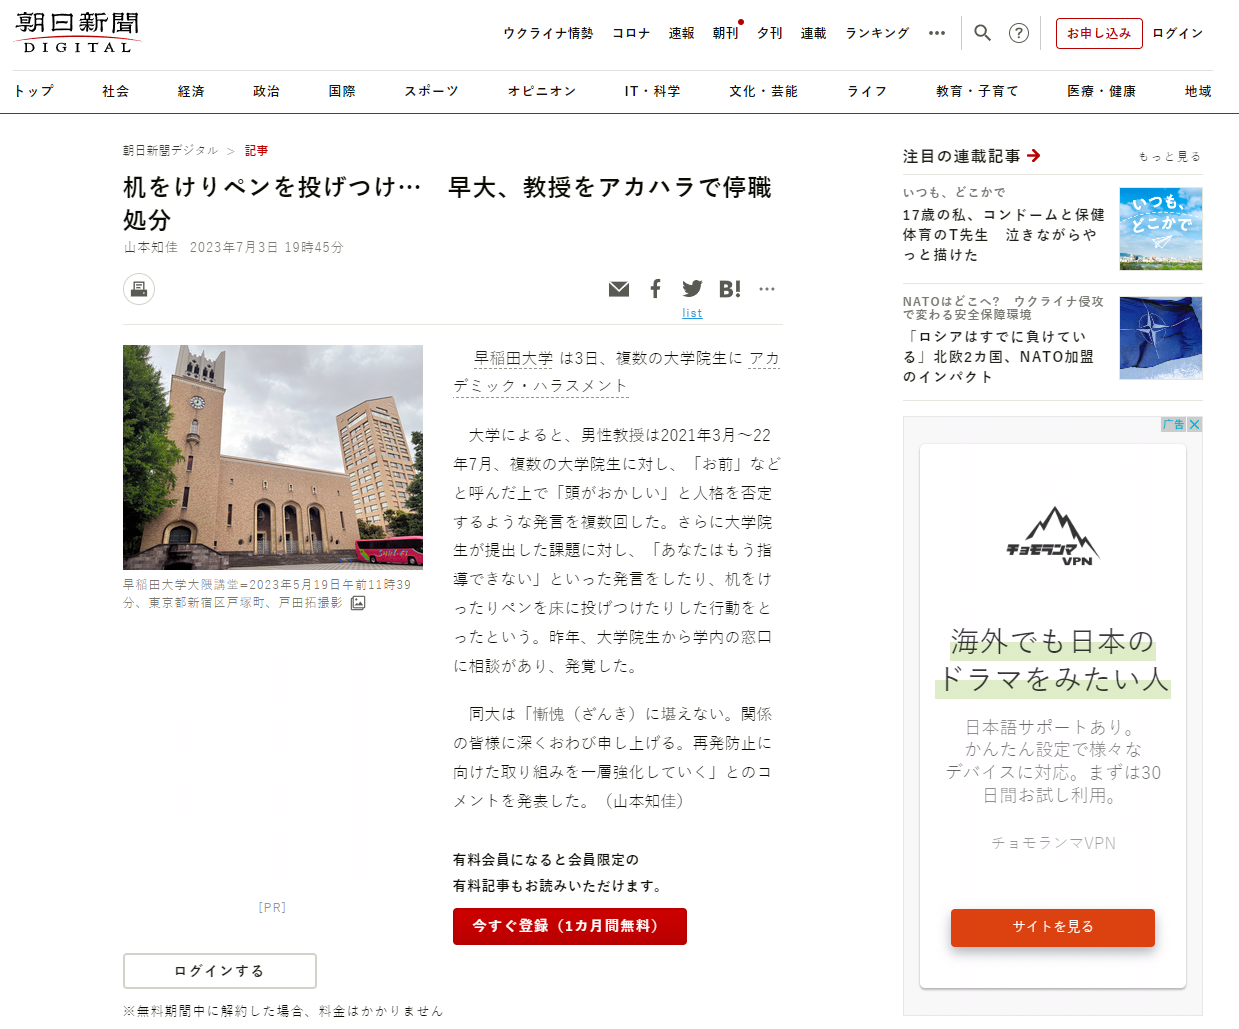 朝日新聞
DIGITAL
ウクライナ情勢 コロナ 速報 朝刊 夕刊 連載 ランキング ••• ? お申し込み ログイン
トップ 社会 経済 政治 国際 スポーツ オピニオン IT・科学 文化・芸能 ライフ 教育・子育て 医療・健康 地域
朝日新聞デジタル > 記事
机をけりペンを投げつけ… 早大、教授をアカハラで停職
処分
山本知佳 2023年7月3日 19時45分
B!
list
早稲田大学大隈講堂=2023年5月19日午前11時39
分、東京都新宿区戸塚町、戸田拓撮影
早稲田大学 は3日、複数の大学院生に アカ
デミック・ハラスメント
大学によると、男性教授は2021年3月～22
年7月、複数の大学院生に対し、「お前」など
と呼んだ上で「頭がおかしい」と人格を否定
するような発言を複数回した。さらに大学院
生が提出した課題に対し、「あなたはもう指
導できない」といった発言をしたり、机をけ
ったりペンを床に投げつけたりした行動をと
ったという。昨年、大学院生から学内の窓口
に相談があり、発覚した。
同大は「慚愧（ざんき）に堪えない。関係
の皆様に深くおわび申し上げる。再発防止に
向けた取り組みを一層強化していく」とのコ
メントを発表した。（山本知佳）
有料会員になると会員限定の
有料記事もお読みいただけます。
今すぐ登録（1カ月間無料）
[PR]
ログインする
※無料期間中に解約した場合、料金はかかりません
注目の連載記事
もっと見る
いつも、どこかで
17歳の私、コンドームと保健
体育のT先生 泣きながらや
っと描けた
いつも、
どこかで
NATOはどこへ？ ウクライナ侵攻
で変わる安全保障環境
「ロシアはすでに負けてい
る」北欧2カ国、NATO加盟
のインパクト
广告
チョモランマ
VPN
海外でも日本の
ドラマをみたい人
日本語サポートあり。
かんたん設定で様々な
デバイスに対応。まずは30
日間お試し利用。
チョモランマVPN
サイトを見る